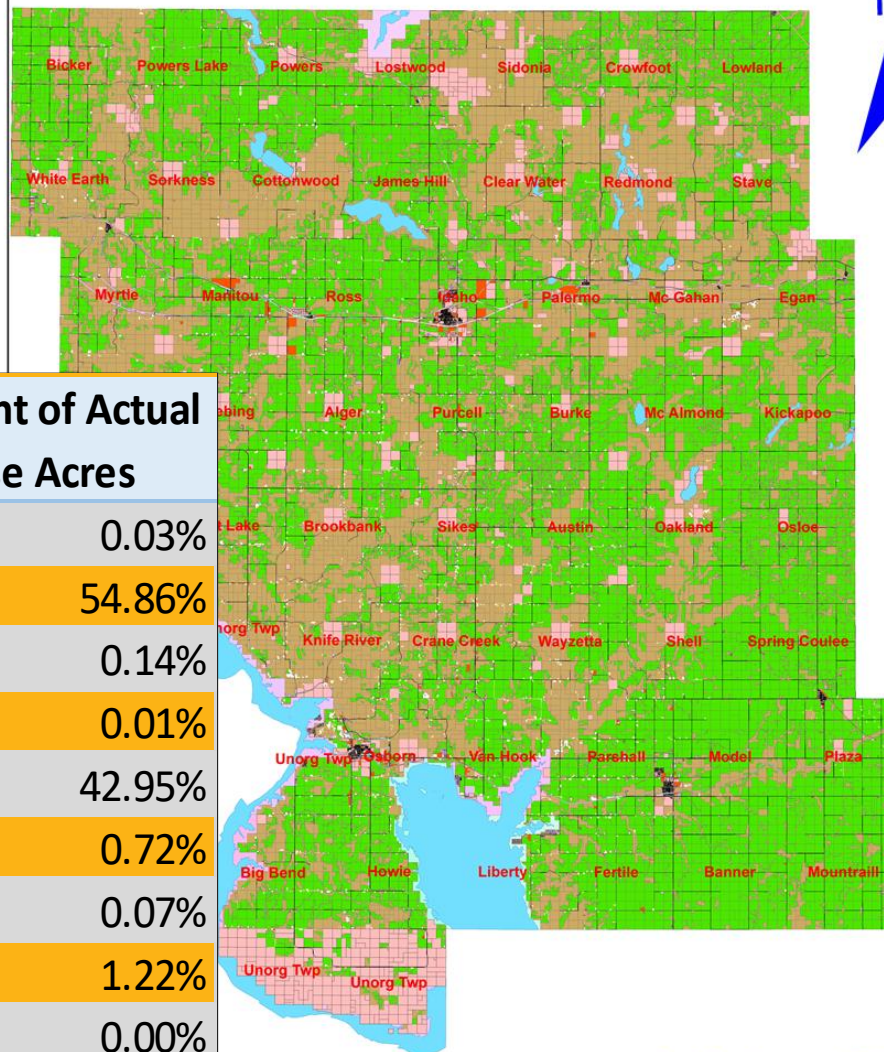 Bicker Powers Lake Powers Lostwood Sidonia Crowfoot Lowland
White Earth Sorkness Cottonwood James Hill Clear Water Redmond Stave
Myrtle Manitou Ross Idaho Palermo Mc Gahan Egan
Alger Purcell Burke Mc Almond Kickapoo
Lake Brookbank Sikes Austin Oakland Osloe
Twp Knife River Crane Creek Wayzetta Shell Spring Coulee
Unorg Twp Osborn Van Hook Parshall Model Plaza
Big Bend Howie Liberty Fertile Banner Mountraill
Unorg Twp Unorg Twp
of Actual
Acres
0.03%
54.86%
0.14%
0.01%
42.95%
0.72%
0.07%
1.22%
0.00%